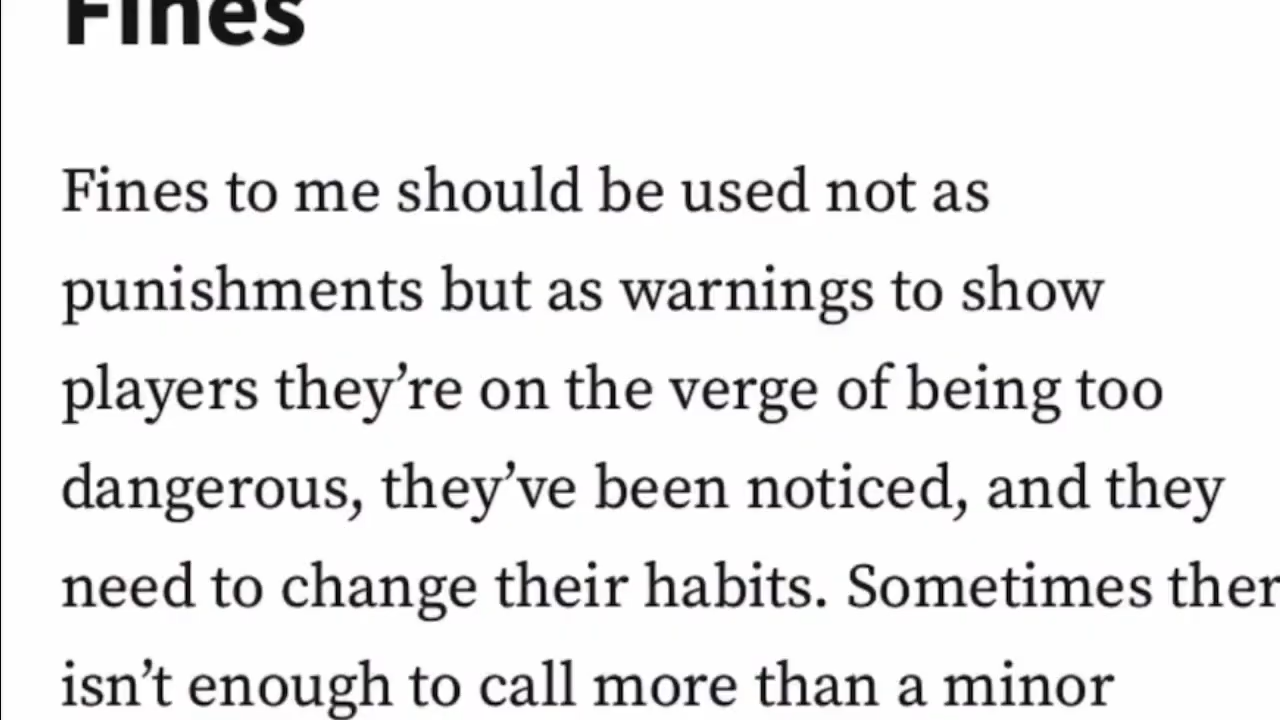 Fines
Fines to me should be used not as
punishments but as warnings to show
players they’re on the verge of being too
dangerous, they’ve been noticed, and they
need to change their habits. Sometimes ther
isn’t enough to call more than a minor